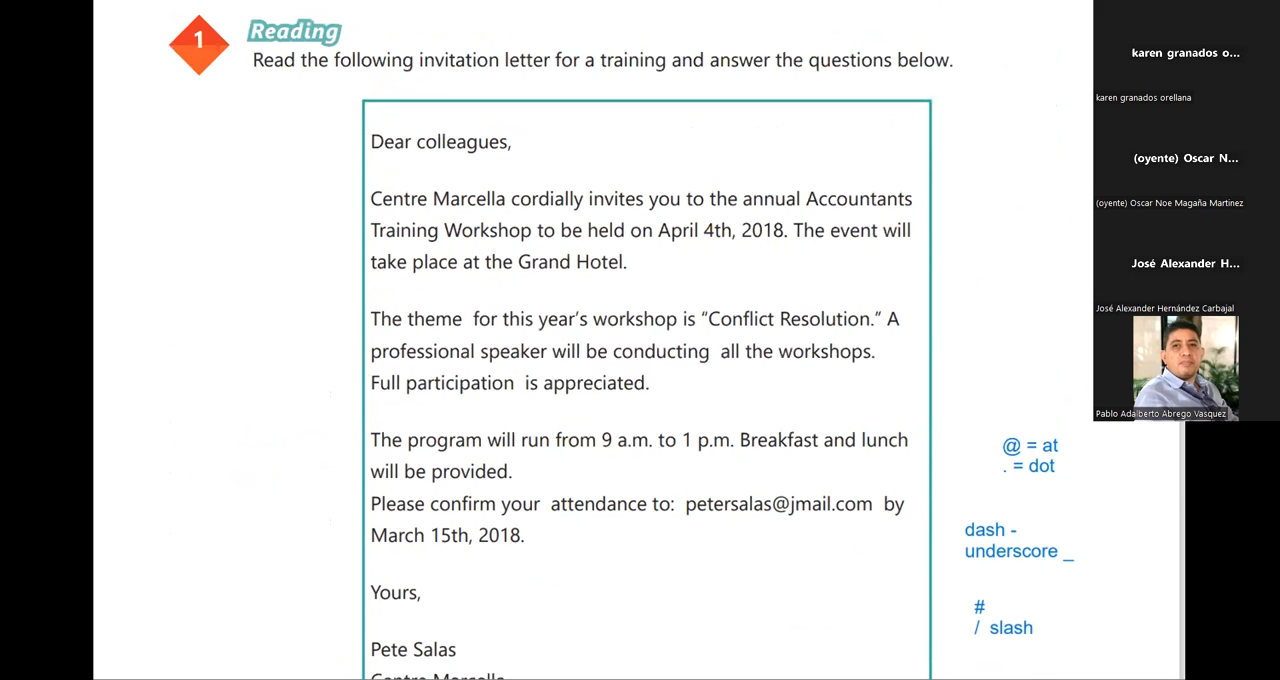 1
Reading
Read the following invitation letter for a training and answer the questions below.
Dear colleagues,
Centre Marcella cordially invites you to the annual Accountants
Training Workshop to be held on April 4th, 2018. The event will
take place at the Grand Hotel.
The theme for this year's workshop is “Conflict Resolution.” A
professional speaker will be conducting all the workshops.
Full participation is appreciated.
The program will run from 9 a.m. to 1 p.m. Breakfast and lunch
will be provided.
Please confirm your attendance to: petersalas@jmail.com by
March 15th, 2018.
Yours,
Pete Salas
Centre Marcella
@ = at
. = dot
dash -
underscore _
#
/ slash
karen granados o...
karen granados orellana
(oyente) Oscar N...
(oyente) Oscar Noe Magaña Martinez
José Alexander H...
José Alexander Hernández Carbajal
Pablo Adalberto Abrego Vasquez